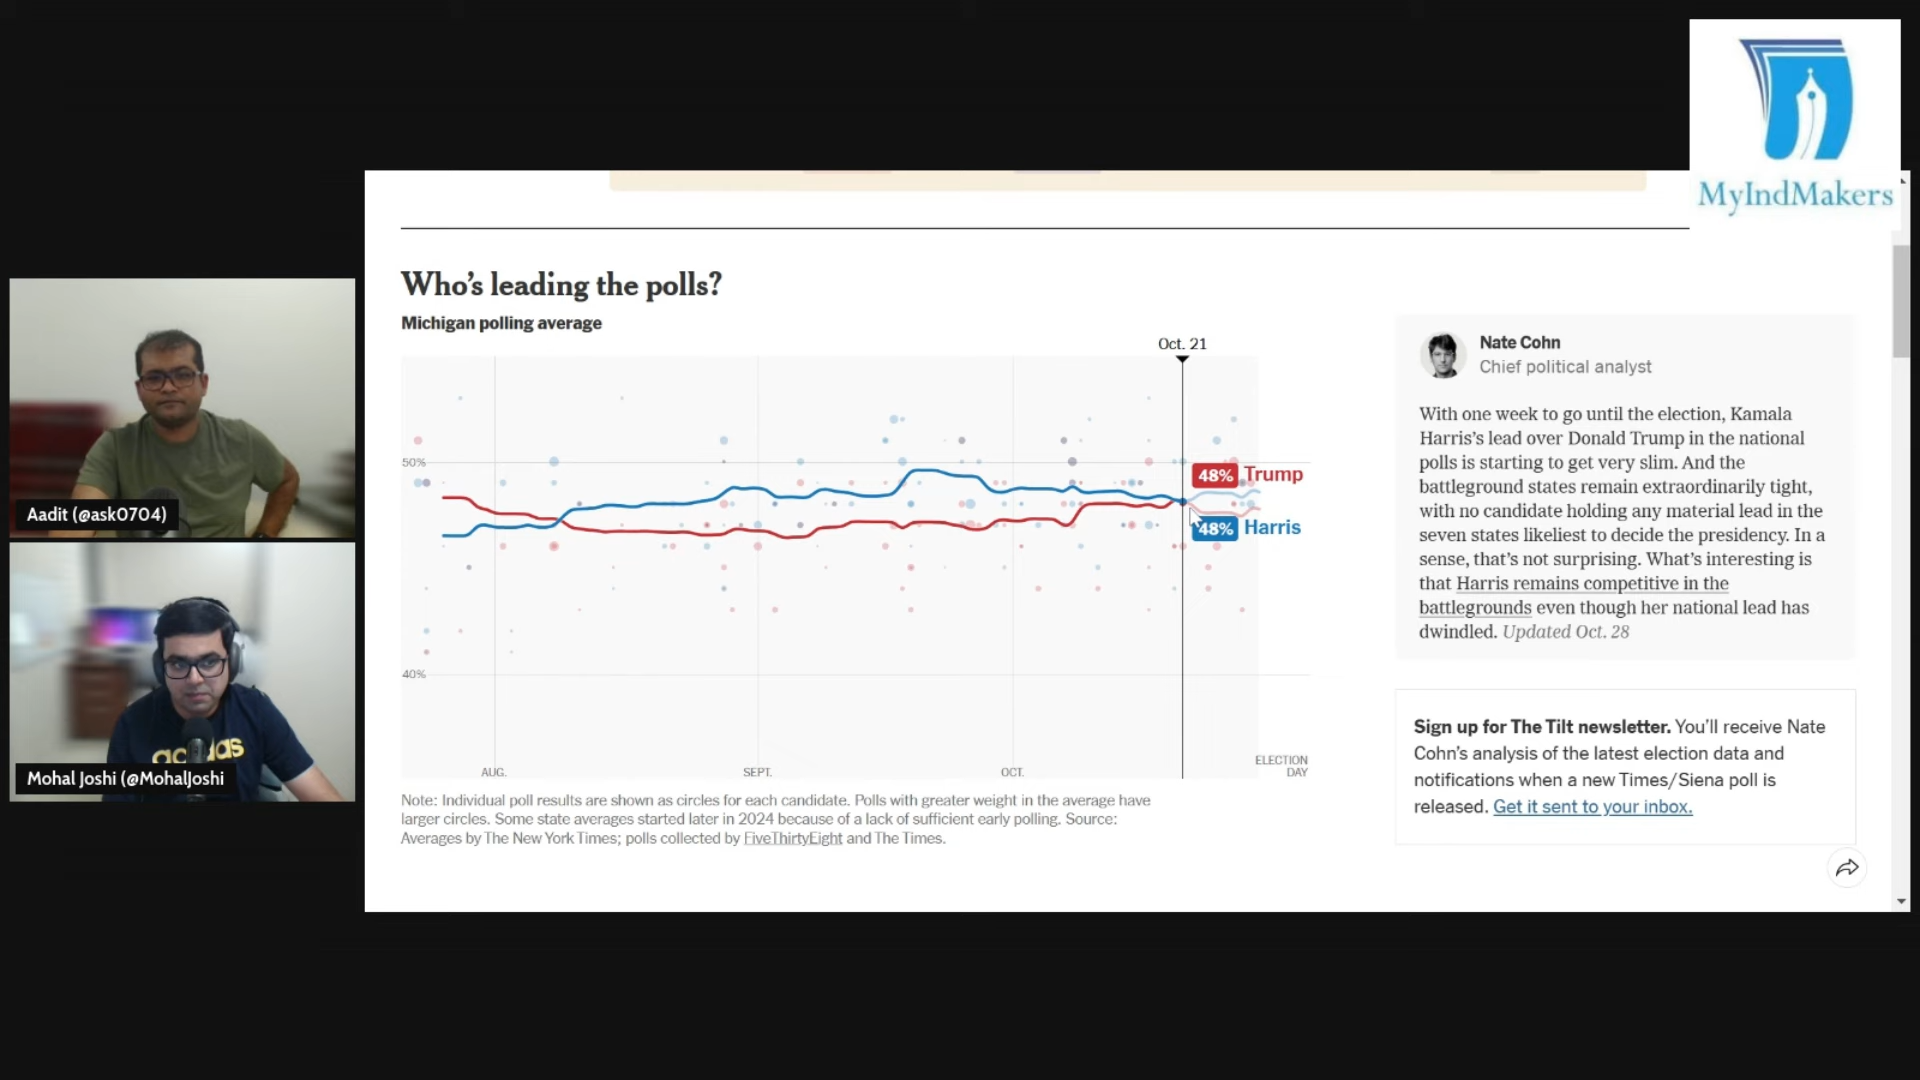 MyIndMakers
Who's leading the polls?
Michigan polling average
Oct. 21
50%
40%
48% Trump
48% Harris
AUG.
SEPT.
OCT.
ELECTION
DAY
Note: Individual poll results are shown as circles for each candidate. Polls with greater weight in the average have
larger circles. Some state averages started later in 2024 because of a lack of sufficient early polling. Source:
Averages by The New York Times; polls collected by FiveThirtyEight and The Times.
Nate Cohn
Chief political analyst
With one week to go until the election, Kamala
Harris's lead over Donald Trump in the national
polls is starting to get very slim. And the
battleground states remain extraordinarily tight,
with no candidate holding any material lead in the
seven states likeliest to decide the presidency. In a
sense, that's not surprising. What's interesting is
that Harris remains competitive in the
battlegrounds even though her national lead has
dwindled. Updated Oct. 28
Sign up for The Tilt newsletter. You'll receive Nate
Cohn's analysis of the latest election data and
notifications when a new Times/Siena poll is
released. Get it sent to your inbox.
Aadit (@ask0704)
adidas
Mohal Joshi (@MohalJoshi